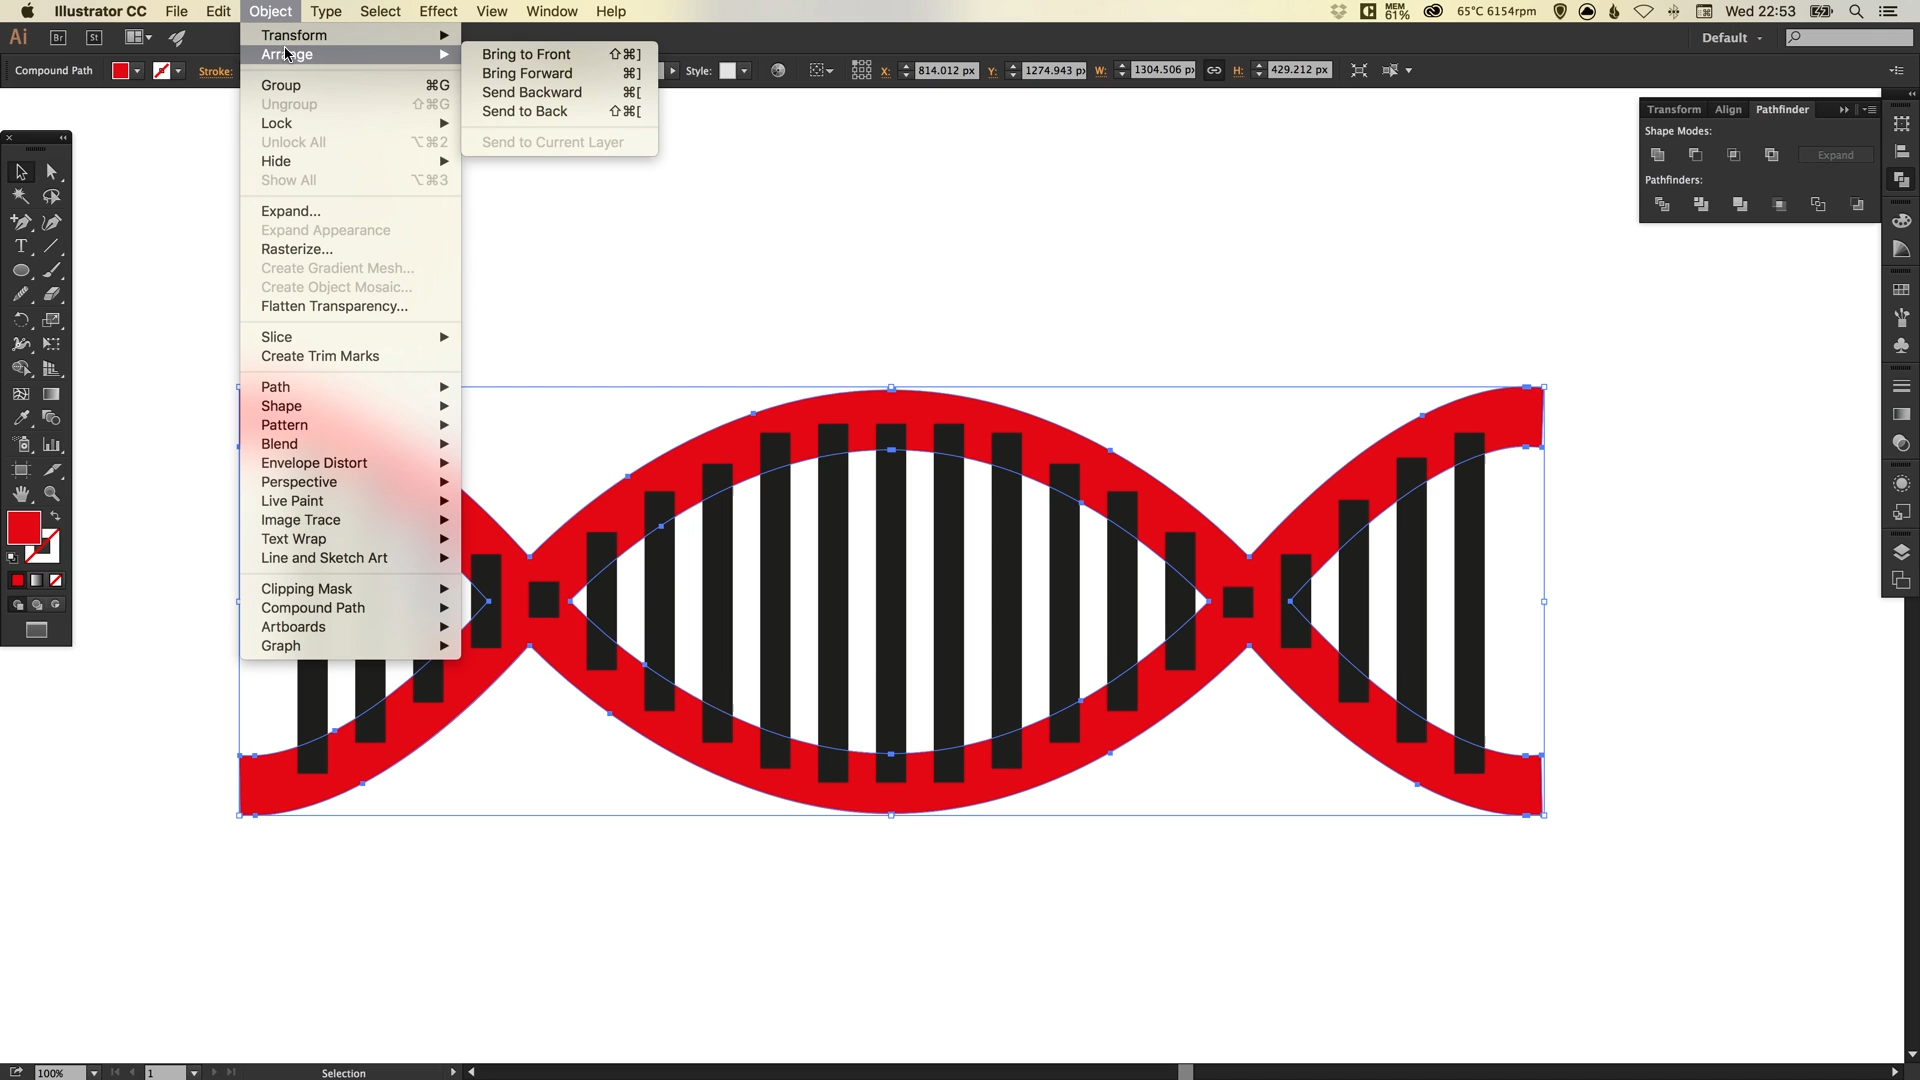 Illustrator CC File Edit Object Type Select Effect View Window Help MEM 61% 65°C 6154rpm Wed 22:53
Ai Br St Default
Compound Path Stroke: Style: X: 814.012 px Y: 1274.943 px W: 1304.506 p H: 429.212 px
Transform
Arrange
Group ⌘G
Ungroup ⇧⌘G
Lock
Unlock All ⌥⌘2
Hide
Show All ⌥⌘3
Expand...
Expand Appearance
Rasterize...
Create Gradient Mesh...
Create Object Mosaic...
Flatten Transparency...
Slice
Create Trim Marks
Path
Shape
Pattern
Blend
Envelope Distort
Perspective
Live Paint
Image Trace
Text Wrap
Line and Sketch Art
Clipping Mask
Compound Path
Artboards
Graph
Bring to Front ⇧⌘]
Bring Forward ⌘]
Send Backward ⌘[
Send to Back ⇧⌘[
Send to Current Layer
Transform Align Pathfinder
Shape Modes:
Expand
Pathfinders:
100% 1 Selection